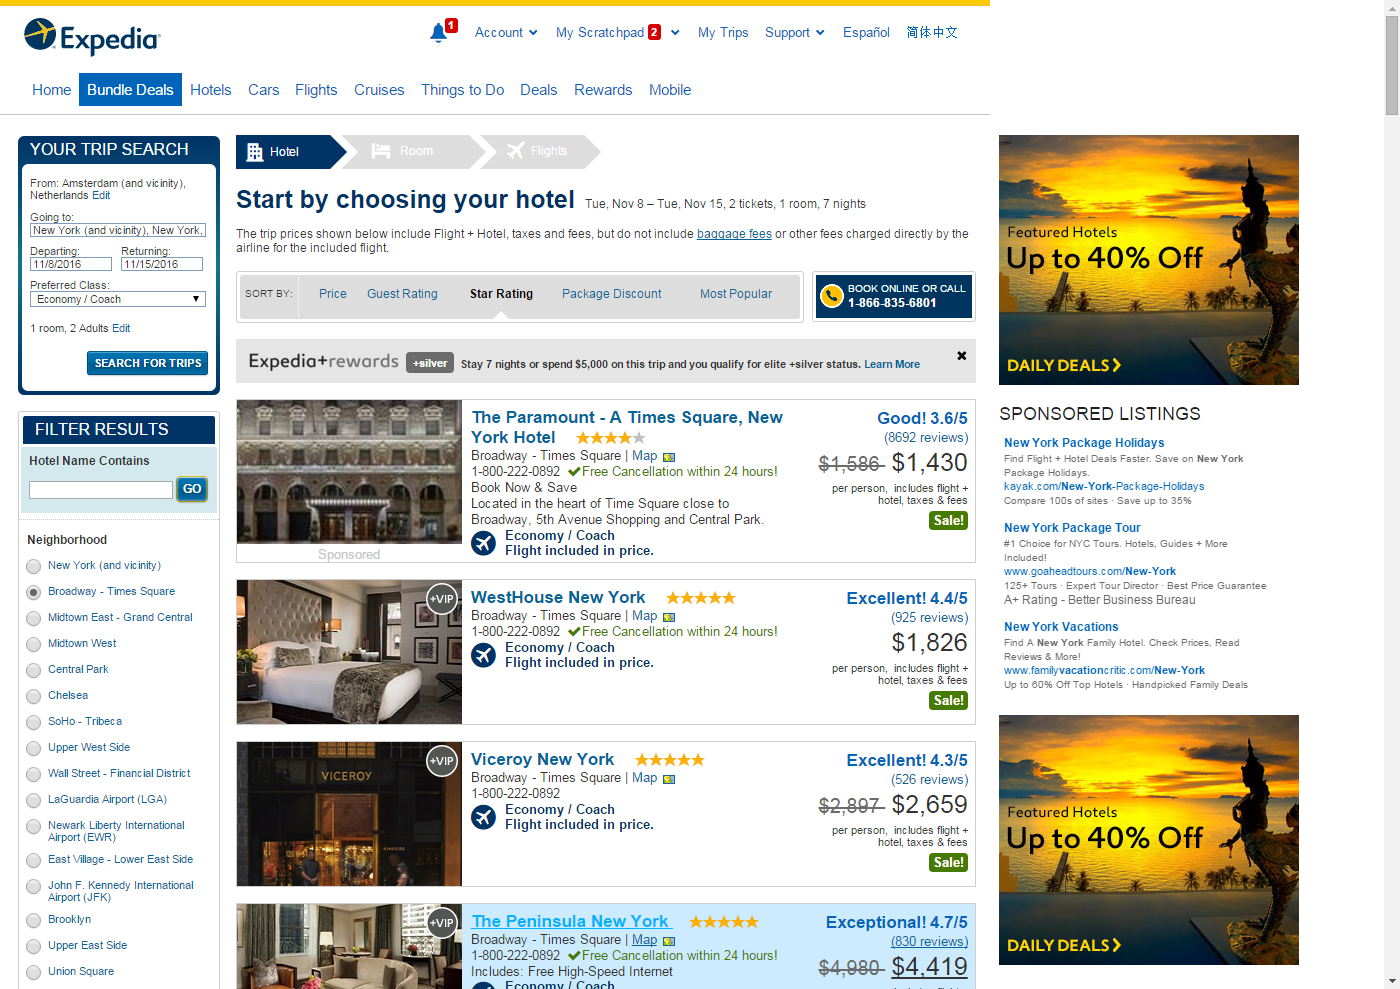 Expedia
1
Account
My Scratchpad 2
My Trips
Support
Español
简体中文
Home
Bundle Deals
Hotels
Cars
Flights
Cruises
Things to Do
Deals
Rewards
Mobile
YOUR TRIP SEARCH
From: Amsterdam (and vicinity),
Netherlands Edit
Going to:
New York (and vicinity), New York,
Departing:
Returning:
11/8/2016
11/15/2016
Preferred Class:
Economy / Coach
1 room, 2 Adults Edit
SEARCH FOR TRIPS
FILTER RESULTS
Hotel Name Contains
GO
Neighborhood
New York (and vicinity)
Broadway - Times Square
Midtown East - Grand Central
Midtown West
Central Park
Chelsea
SoHo - Tribeca
Upper West Side
Wall Street - Financial District
LaGuardia Airport (LGA)
Newark Liberty International
Airport (EWR)
East Village - Lower East Side
John F. Kennedy International
Airport (JFK)
Brooklyn
Upper East Side
Union Square
Hotel
Room
Flights
Start by choosing your hotel Tue, Nov 8 – Tue, Nov 15, 2 tickets, 1 room, 7 nights
The trip prices shown below include Flight + Hotel, taxes and fees, but do not include baggage fees or other fees charged directly by the
airline for the included flight.
SORT BY:
Price
Guest Rating
Star Rating
Package Discount
Most Popular
BOOK ONLINE OR CALL
1-866-835-6801
Expedia+rewards +silver Stay 7 nights or spend $5,000 on this trip and you qualify for elite +silver status. Learn More
Sponsored
The Paramount - A Times Square, New
York Hotel
Broadway - Times Square | Map
1-800-222-0892 Free Cancellation within 24 hours!
Book Now & Save
Located in the heart of Time Square close to
Broadway, 5th Avenue Shopping and Central Park.
Economy / Coach
Flight included in price.
Good! 3.6/5
(8692 reviews)
$1,586 $1,430
per person, includes flight +
hotel, taxes & fees
Sale!
+VIP
WestHouse New York
Broadway - Times Square | Map
1-800-222-0892 Free Cancellation within 24 hours!
Economy / Coach
Flight included in price.
Excellent! 4.4/5
(925 reviews)
$1,826
per person, includes flight +
hotel, taxes & fees
Sale!
VICEROY
+VIP
Viceroy New York
Broadway - Times Square | Map
1-800-222-0892
Economy / Coach
Flight included in price.
Excellent! 4.3/5
(526 reviews)
$2,897 $2,659
per person, includes flight +
hotel, taxes & fees
Sale!
+VIP
The Peninsula New York
Broadway - Times Square | Map
1-800-222-0892 Free Cancellation within 24 hours!
Includes: Free High-Speed Internet
Economy / Coach
Exceptional! 4.7/5
(830 reviews)
$4,980 $4,419
Featured Hotels
Up to 40% Off
DAILY DEALS
SPONSORED LISTINGS
New York Package Holidays
Find Flight + Hotel Deals Faster. Save on New York
Package Holidays.
kayak.com/New-York-Package-Holidays
Compare 100s of sites · Save up to 35%
New York Package Tour
#1 Choice for NYC Tours. Hotels, Guides + More
Included!
www.goaheadtours.com/New-York
125+ Tours · Expert Tour Director · Best Price Guarantee
A+ Rating - Better Business Bureau
New York Vacations
Find A New York Family Hotel. Check Prices, Read
Reviews & More!
www.familyvacationcritic.com/New-York
Up to 60% Off Top Hotels · Handpicked Family Deals
Featured Hotels
Up to 40% Off
DAILY DEALS